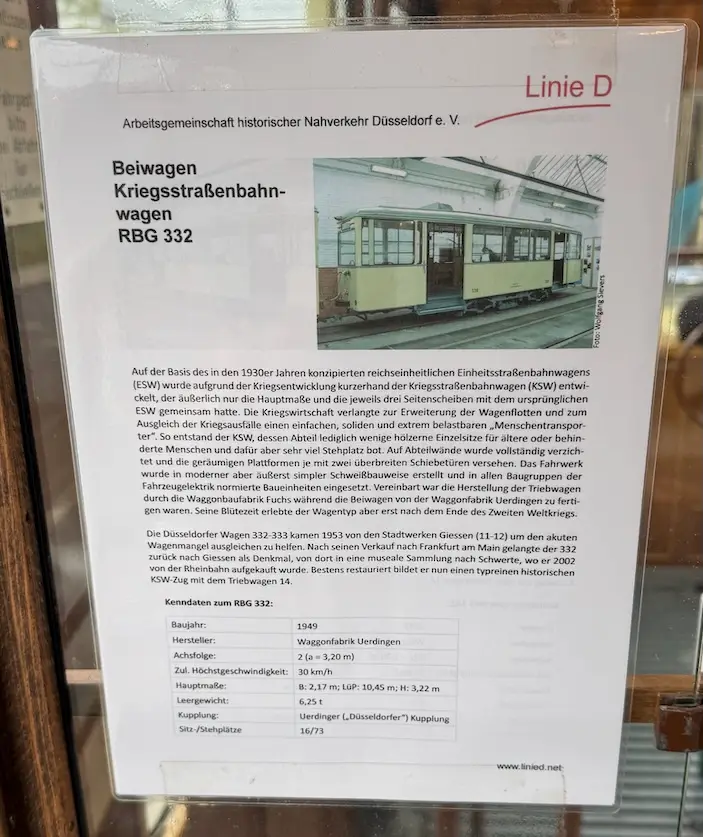 Linie D
Arbeitsgemeinschaft historischer Nahverkehr Düsseldorf e. V.
Beiwagen
Kriegsstraßenbahn-
wagen
RBG 332
Foto: Wolfgang Sievers
Auf der Basis des in den 1930er Jahren konzipierten reichseinheitlichen Einheitsstraßenbahnwagens
(ESW) wurde aufgrund der Kriegsentwicklung kurzerhand der Kriegsstraßenbahnwagen (KSW) entwi-
ckelt, der äußerlich nur die Hauptmaße und die jeweils drei Seitenscheiben mit dem ursprünglichen
ESW gemeinsam hatte. Die Kriegswirtschaft verlangte zur Erweiterung der Wagenflotten und zum
Ausgleich der Kriegsausfälle einen einfachen, soliden und extrem belastbaren „Menschentranspor-
ter“. So entstand der KSW, dessen Abteil lediglich wenige hölzerne Einzelsitze für ältere oder behin-
derte Menschen und dafür aber sehr viel Stehplatz bot. Auf Abteilwände wurde vollständig verzich-
tet und die geräumigen Plattformen je mit zwei überbreiten Schiebetüren versehen. Das Fahrwerk
wurde in moderner aber äußerst simpler Schweißbauweise erstellt und in allen Baugruppen der
Fahrzeugelektrik normierte Baueinheiten eingesetzt. Vereinbart war die Herstellung der Triebwagen
durch die Waggonbaufabrik Fuchs während die Beiwagen von der Waggonfabrik Uerdingen zu ferti-
gen waren. Seine Blütezeit erlebte der Wagentyp aber erst nach dem Ende des Zweiten Weltkriegs.
Die Düsseldorfer Wagen 332-333 kamen 1953 von den Stadtwerken Giessen (11-12) um den akuten
Wagenmangel ausgleichen zu helfen. Nach seinen Verkauf nach Frankfurt am Main gelangte der 332
zurück nach Giessen als Denkmal, von dort in eine museale Sammlung nach Schwerte, wo er 2002
von der Rheinbahn aufgekauft wurde. Bestens restauriert bildet er nun einen typreinen historischen
KSW-Zug mit dem Triebwagen 14.
Kenndaten zum RBG 332:
Baujahr: 1949
Hersteller: Waggonfabrik Uerdingen
Achsfolge: 2 (a = 3,20 m)
Zul. Höchstgeschwindigkeit: 30 km/h
Hauptmaße: B: 2,17 m; LüP: 10,45 m; H: 3,22 m
Leergewicht: 6,25 t
Kupplung: Uerdinger („Düsseldorfer“) Kupplung
Sitz-/Stehplätze 16/73
www.linied.net